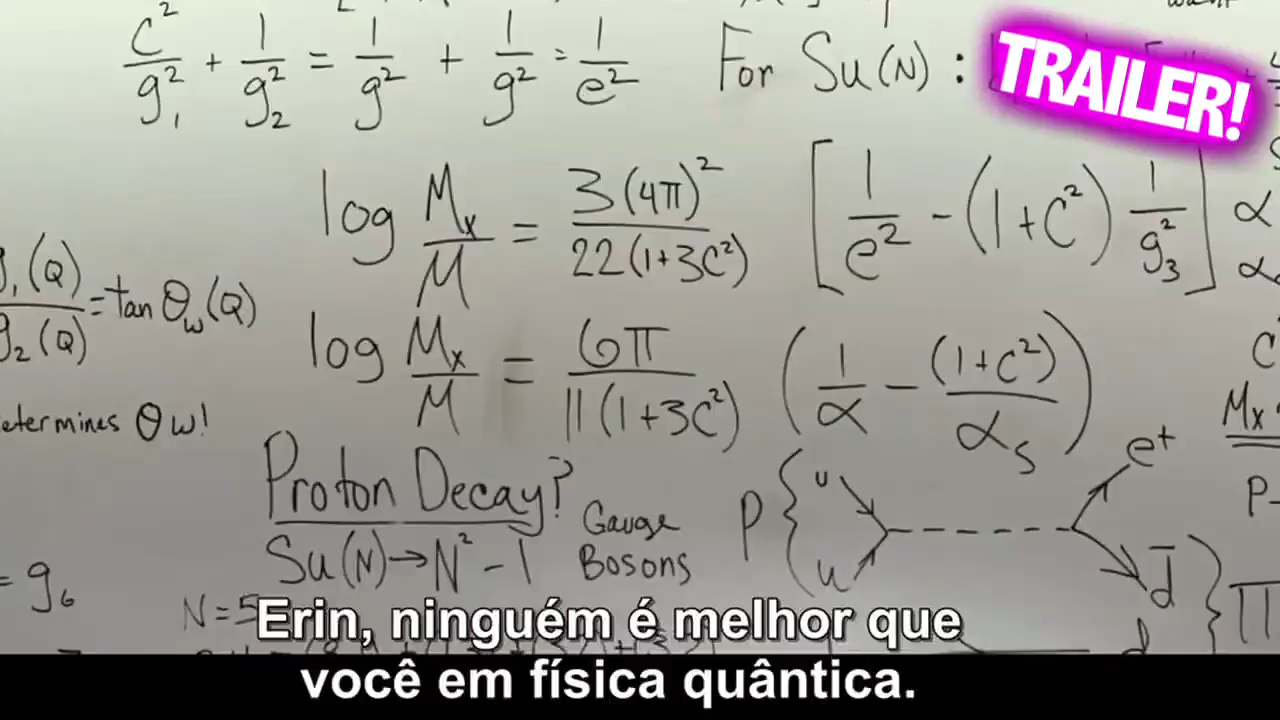 TRAILER!
c²/g₁² + 1/g₂² = 1/g² + 1/g² = 1/e²
For Su(N) :
log Mₓ/M = 3(4π)²/22(1+3C²) [1/e² - (1+C²) 1/g₃²]
g₁(Q)/g₂(Q) = tan θw(Q)
log Mₓ/M = 6π/11(1+3C²) (1/α - (1+C²)/αs)
θw!
Proton Decay?
Gauge
Bosons
Su(N)→N²-1
P { u u
e⁺
d̄
= g₆
N=5
Erin, ninguém é melhor que
você em física quântica.